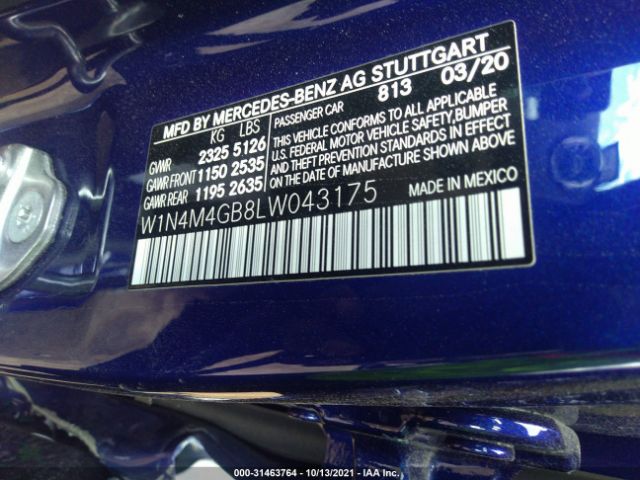 MFD BY MERCEDES-BENZ AG STUTTGART
KG LBS PASSENGER CAR 813 03/20
GVWR 2325 5126
GAWR FRONT 1150 2535
GAWR REAR 1195 2635
THIS VEHICLE CONFORMS TO ALL APPLICABLE
U.S. FEDERAL MOTOR VEHICLE SAFETY, BUMPER
AND THEFT PREVENTION STANDARDS IN EFFECT
ON THE DATE OF MANUFACTURE SHOWN ABOVE.
W1N4M4GB8LW043175 MADE IN MEXICO
000-31463764 - 10/13/2021 - IAA Inc.